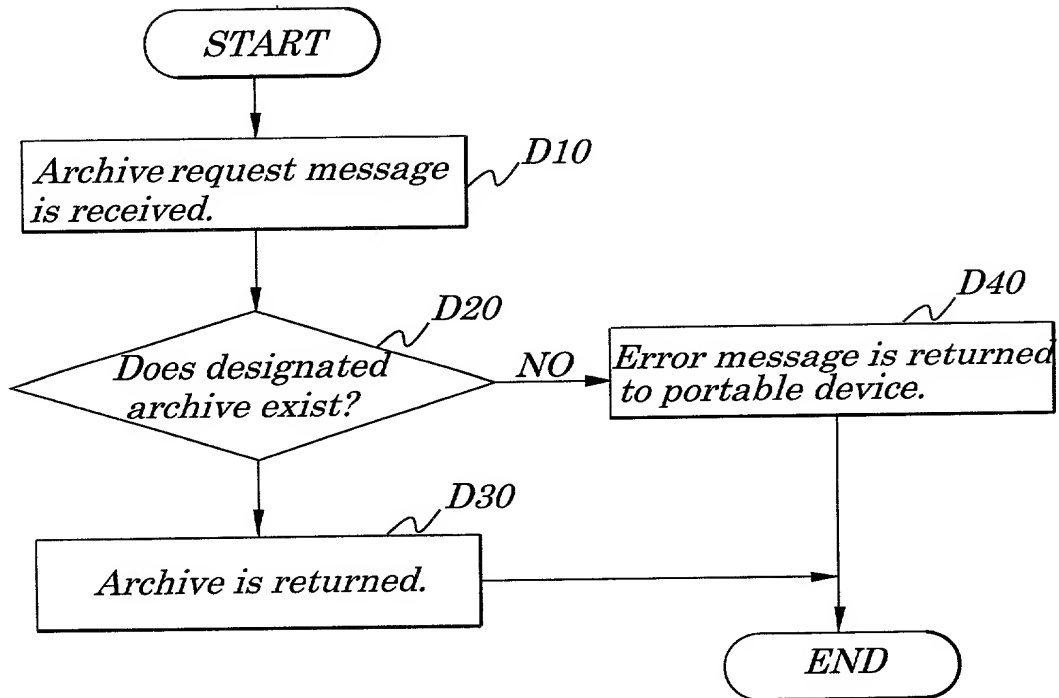 START
Archive request message
is received.
D10
D20
Does designated
archive exist?
NO
D40
Error message is returned
to portable device.
D30
Archive is returned.
END